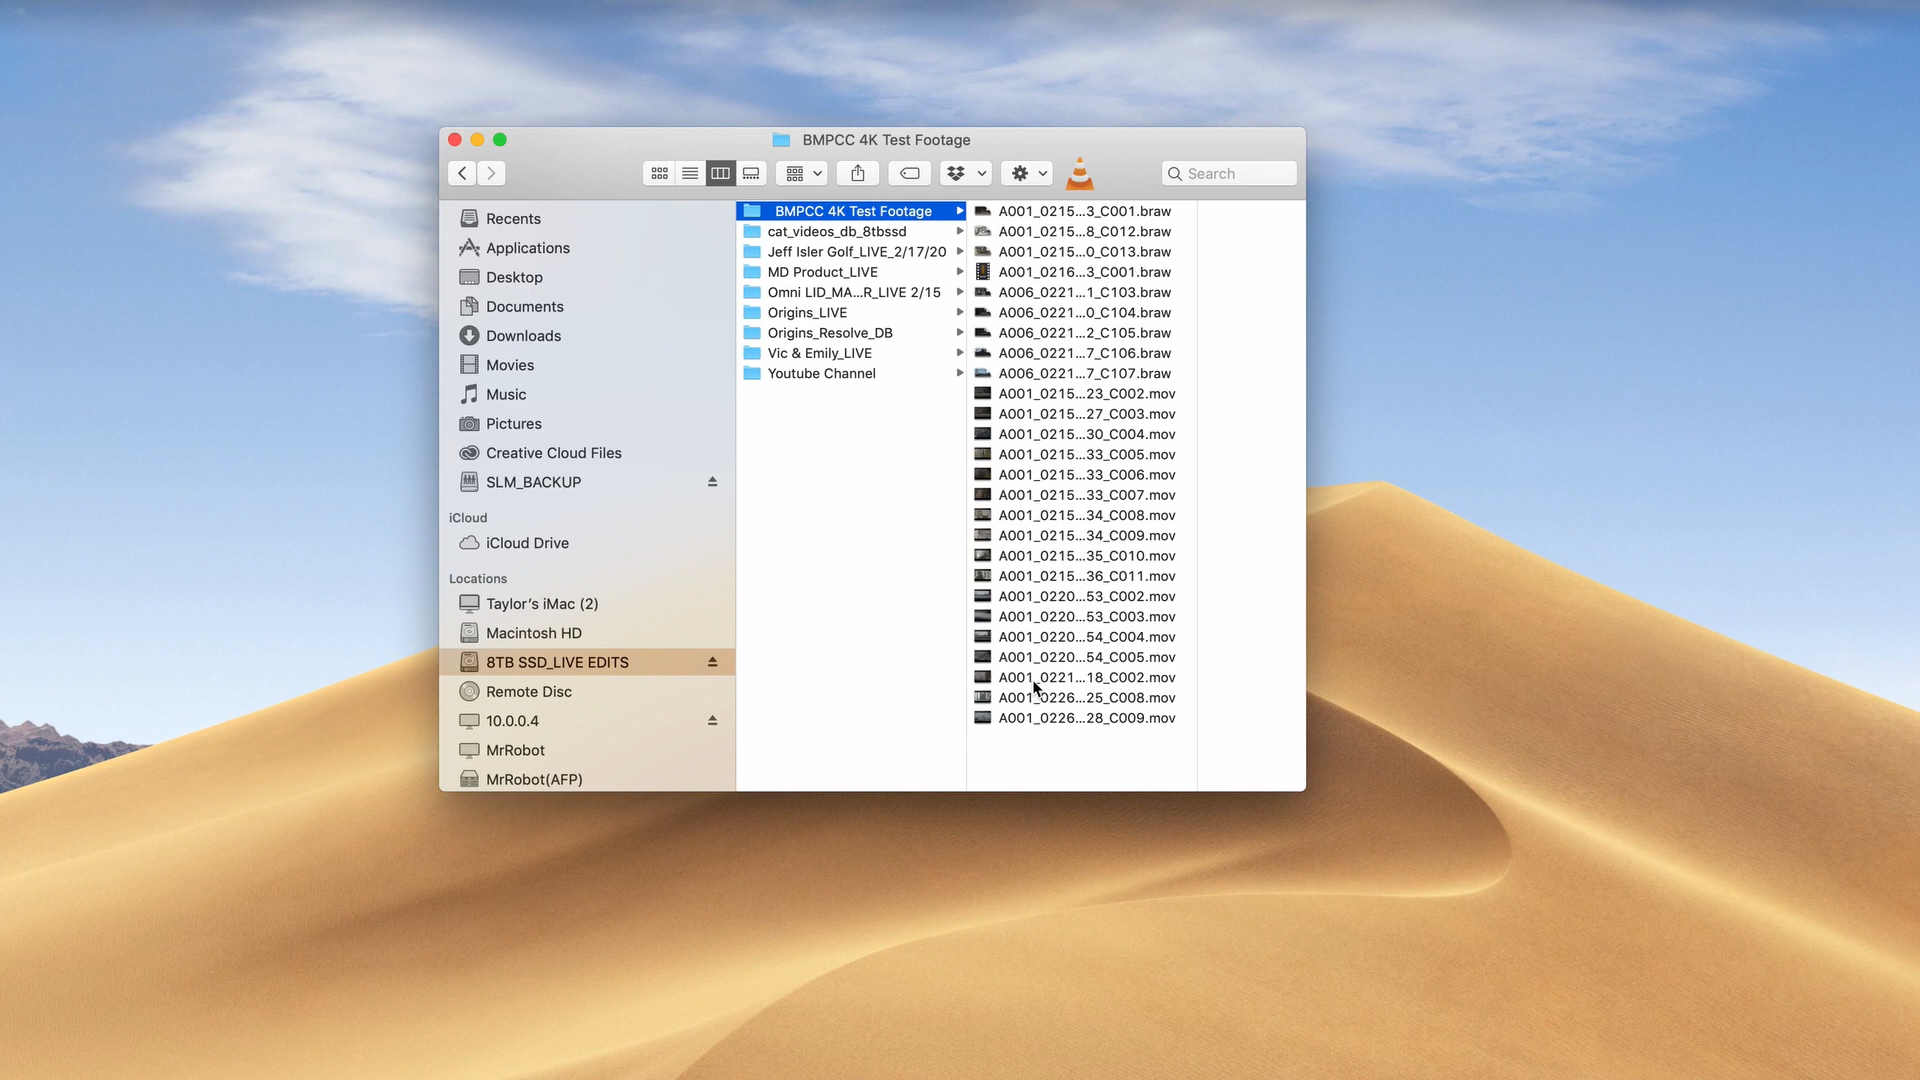 BMPCC 4K Test Footage
Search
Recents
Applications
Desktop
Documents
Downloads
Movies
Music
Pictures
Creative Cloud Files
SLM_BACKUP
iCloud
iCloud Drive
Locations
Taylor's iMac (2)
Macintosh HD
8TB SSD_LIVE EDITS
Remote Disc
10.0.0.4
MrRobot
MrRobot(AFP)
BMPCC 4K Test Footage
cat_videos_db_8tbssd
Jeff Isler Golf_LIVE_2/17/20
MD Product_LIVE
Omni LID_MA...R_LIVE 2/15
Origins_LIVE
Origins_Resolve_DB
Vic & Emily_LIVE
Youtube Channel
A001_0215...3_C001.braw
A001_0215...8_C012.braw
A001_0215...0_C013.braw
A001_0216...3_C001.braw
A006_0221...1_C103.braw
A006_0221...0_C104.braw
A006_0221...2_C105.braw
A006_0221...7_C106.braw
A006_0221...7_C107.braw
A001_0215...23_C002.mov
A001_0215...27_C003.mov
A001_0215...30_C004.mov
A001_0215...33_C005.mov
A001_0215...33_C006.mov
A001_0215...33_C007.mov
A001_0215...34_C008.mov
A001_0215...34_C009.mov
A001_0215...35_C010.mov
A001_0215...36_C011.mov
A001_0220...53_C002.mov
A001_0220...53_C003.mov
A001_0220...54_C004.mov
A001_0220...54_C005.mov
A001_0221...18_C002.mov
A001_0226...25_C008.mov
A001_0226...28_C009.mov